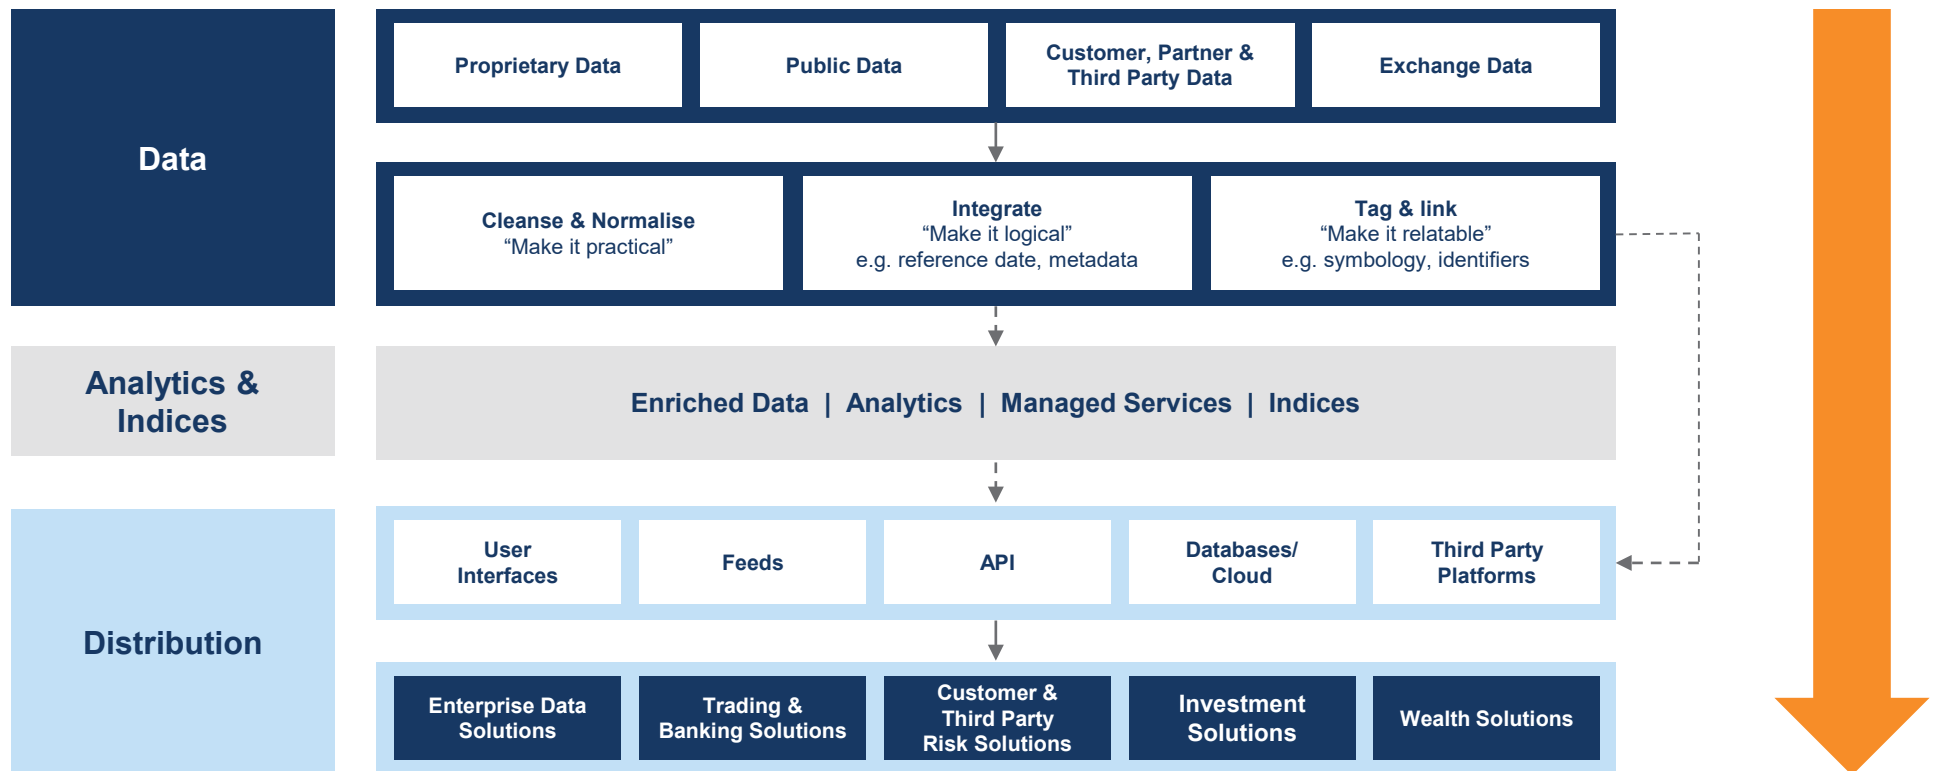 Data
Proprietary Data
Public Data
Customer, Partner &
Third Party Data
Exchange Data
Cleanse & Normalise
“Make it practical”
Integrate
“Make it logical”
e.g. reference date, metadata
Tag & link
“Make it relatable”
e.g. symbology, identifiers
Analytics &
Indices
Enriched Data | Analytics | Managed Services | Indices
Distribution
User
Interfaces
Feeds
API
Databases/
Cloud
Third Party
Platforms
Enterprise Data
Solutions
Trading &
Banking Solutions
Customer &
Third Party
Risk Solutions
Investment
Solutions
Wealth Solutions